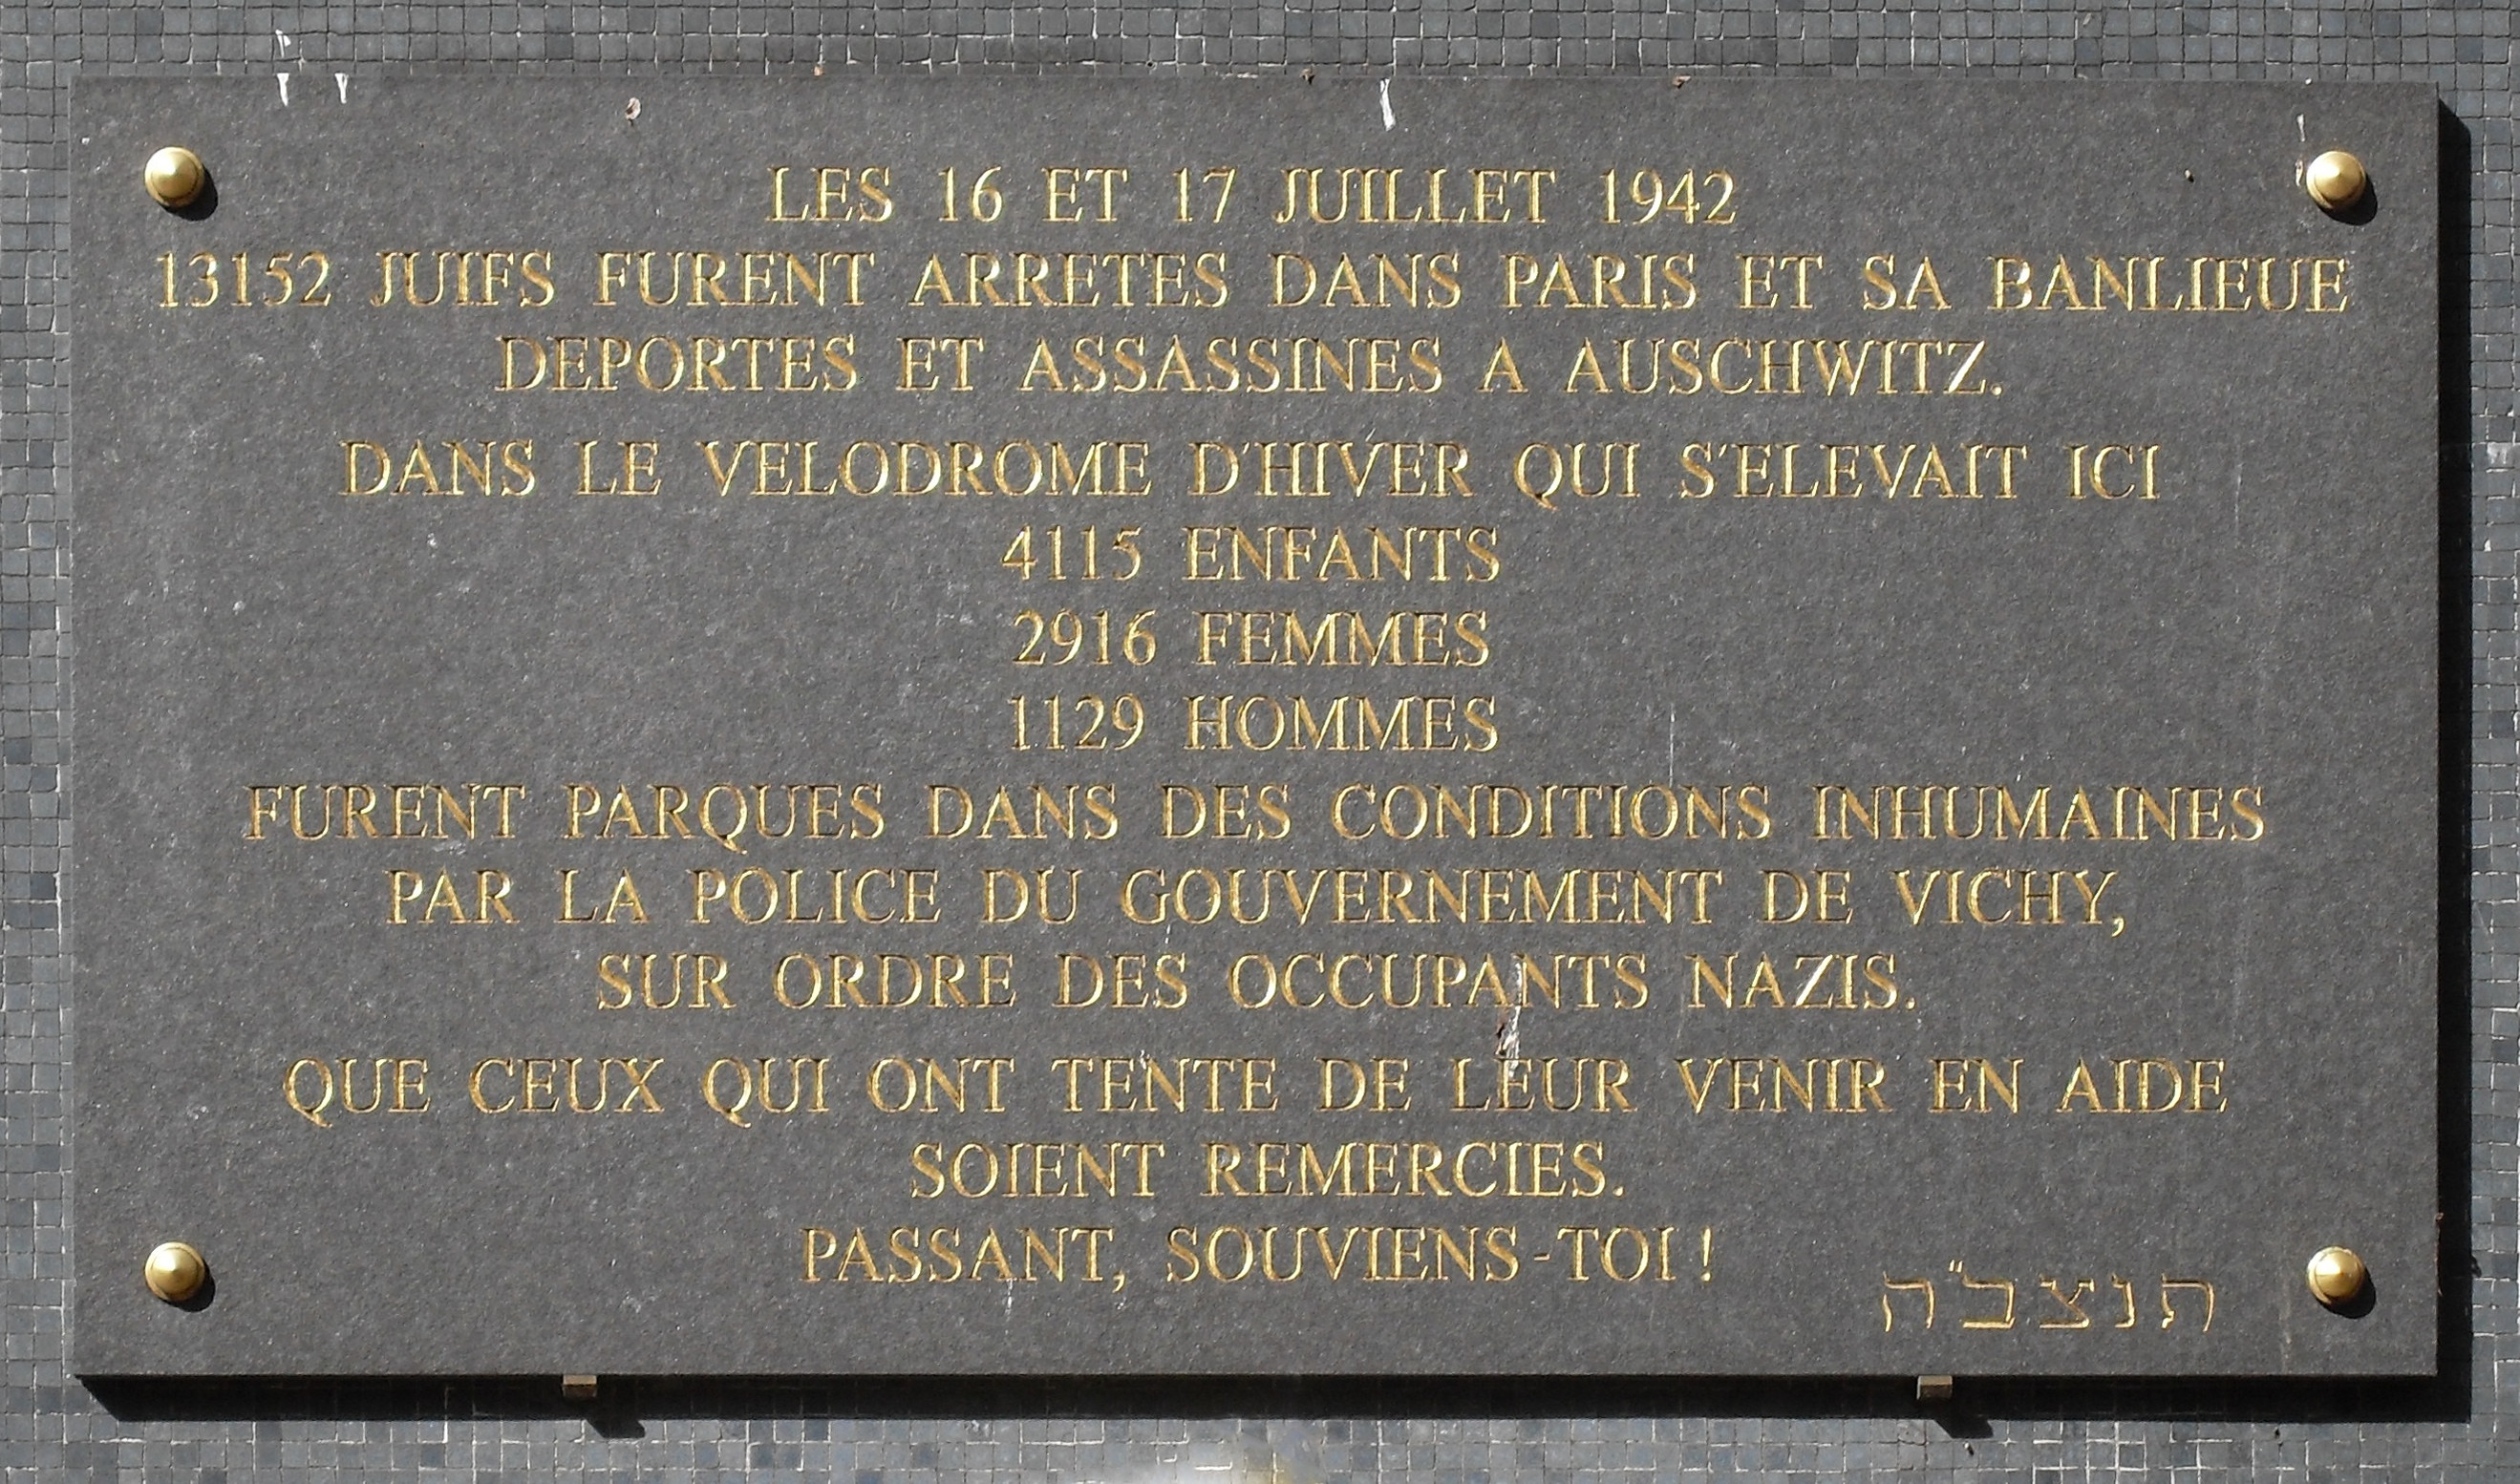 LES 16 ET 17 JUILLET 1942
13152 JUIFS FURENT ARRETES DANS PARIS ET SA BANLIEUE
DEPORTES ET ASSASSINES A AUSCHWITZ.
DANS LE VELODROME D'HIVER QUI S'ELEVAIT ICI
4115 ENFANTS
2916 FEMMES
1129 HOMMES
FURENT PARQUES DANS DES CONDITIONS INHUMAINES
PAR LA POLICE DU GOUVERNEMENT DE VICHY,
SUR ORDRE DES OCCUPANTS NAZIS.
QUE CEUX QUI ONT TENTE DE LEUR VENIR EN AIDE
SOIENT REMERCIES.
PASSANT, SOUVIENS-TOI !
תנצב"ה